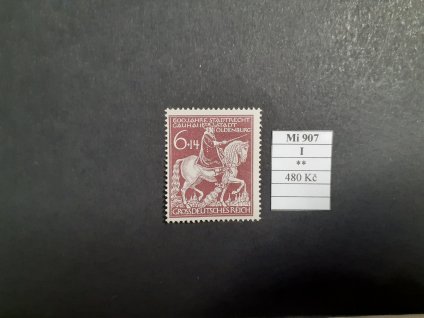 600 JAHRE STADTRECHT
GAUHAUPTSTADT
OLDENBURG
6+14
GROSSDEUTSCHES REICH
Mi 907
I
**
480 Kč